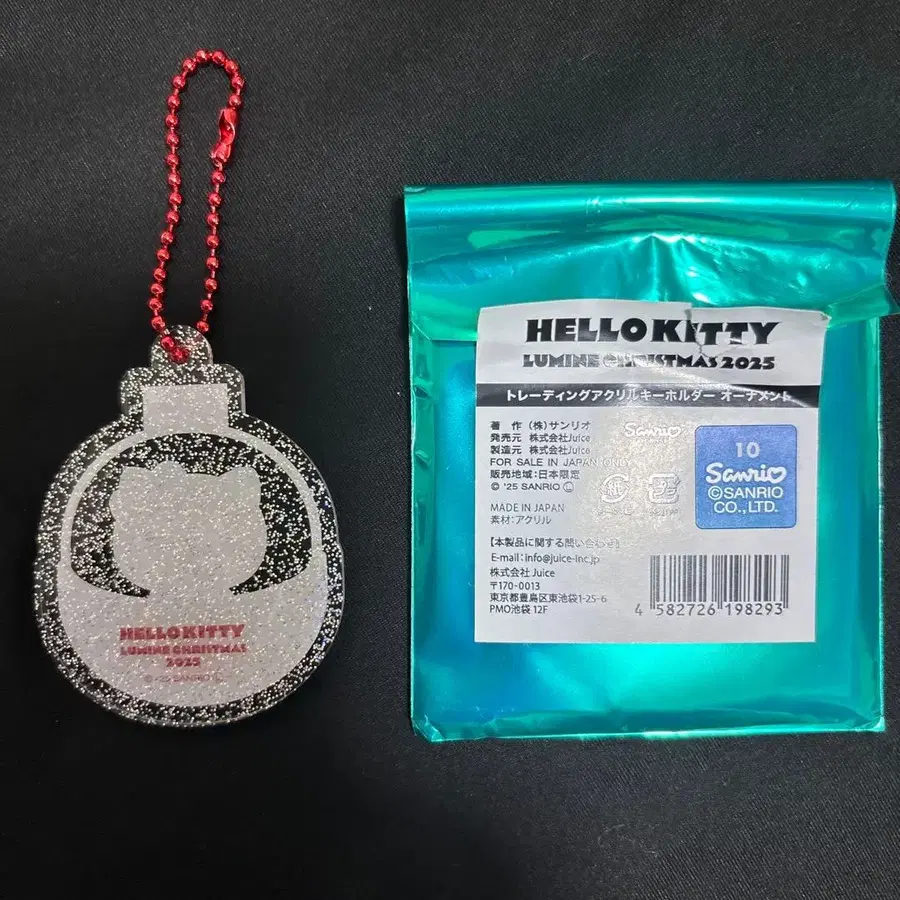 HELLO KITTY
LUMINE CHRISTMAS
2025
© '25 SANRIO Ⓛ
HELLO KITTY
LUMINE CHRISTMAS 2025
トレーディングアクリルキーホルダー オーナメント
著 作 (株)サンリオ
発売元 株式会社Juice
製造元 株式会社Juice
FOR SALE IN JAPAN ONLY
販売地域:日本限定
© '25 SANRIO Ⓛ
MADE IN JAPAN
素材:アクリル
Sanrio
10
Sanrio
©SANRIO
CO., LTD.
【本製品に関する問い合わせ】
E-mail:info@juice-inc.jp
株式会社 Juice
〒170-0013
東京都豊島区東池袋1-25-6
PMO池袋 12F
4 582726 198293